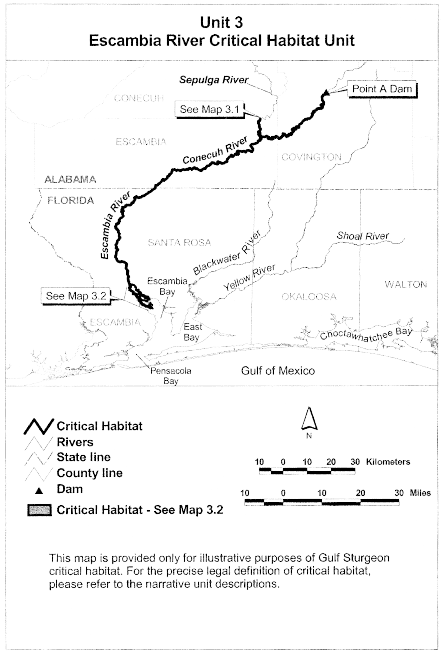 Unit 3
Escambia River Critical Habitat Unit
Sepulga River
Point A Dam
CONECUH
See Map 3.1
ESCAMBIA
Conecuh River
COVINGTON
ALABAMA
FLORIDA
Escambia River
SANTA ROSA
Blackwater River
Shoal River
Yellow River
Escambia
Bay
WALTON
See Map 3.2
OKALOOSA
ESCAMBIA
East
Bay
Choctawhatchee Bay
Pensacola
Bay
Gulf of Mexico
Critical Habitat
Rivers
State line
County line
Dam
Critical Habitat - See Map 3.2
N
10 0 10 20 30 Kilometers
10 0 10 20 30 Miles
This map is provided only for illustrative purposes of Gulf Sturgeon
critical habitat. For the precise legal definition of critical habitat,
please refer to the narrative unit descriptions.